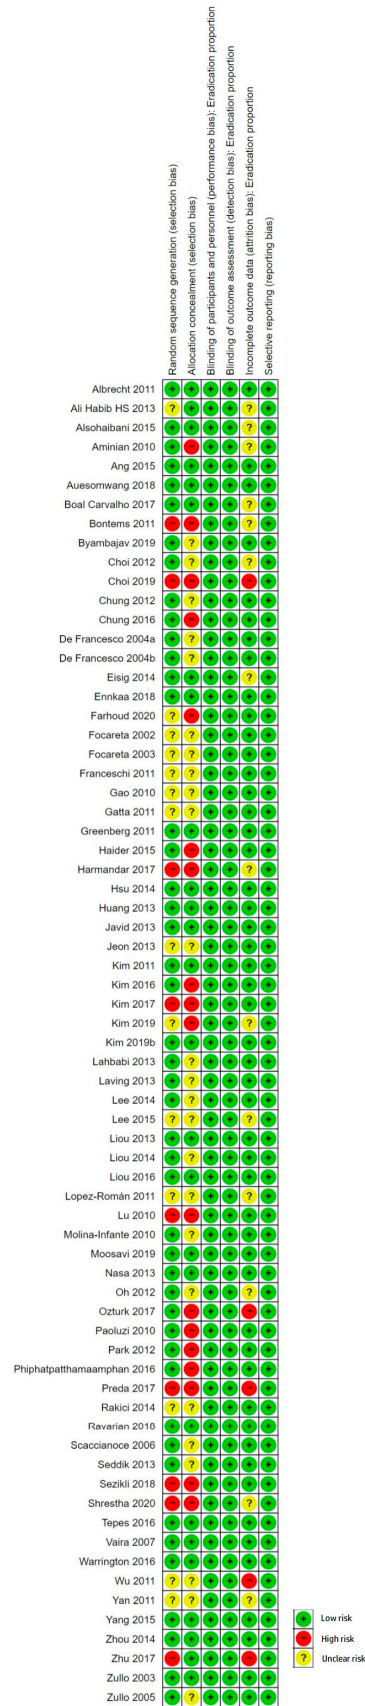 Random sequence generation (selection bias)
Allocation concealment (selection bias)
Blinding of participants and personnel (performance bias): Eradication proportion
Blinding of outcome assessment (detection bias): Eradication proportion
Incomplete outcome data (attrition bias): Eradication proportion
Selective reporting (reporting bias)
Albrecht 2011 + + + + + +
Ali Habib HS 2013 ? + + + ? +
Alsohaibani 2015 + + + + ? +
Aminian 2010 + - + + ? +
Ang 2015 + + + + + +
Auesomwang 2018 + + + + + +
Boal Carvalho 2017 + + + + ? +
Bontems 2011 - - + + ? +
Byambajav 2019 + ? + + + +
Choi 2012 + ? + + ? +
Choi 2019 - - + + - +
Chung 2012 + ? + + + +
Chung 2016 + - + + + +
De Francesco 2004a + ? + + + +
De Francesco 2004b + ? + + + +
Eisig 2014 + + + + ? +
Ennkaa 2018 + + + + + +
Farhoud 2020 ? - + + + +
Focareta 2002 ? ? + + + +
Focareta 2003 ? ? + + + +
Franceschi 2011 ? ? + + + +
Gao 2010 ? ? + + + +
Gatta 2011 ? ? + + + +
Greenberg 2011 + + + + + +
Haider 2015 + - + + + +
Harmandar 2017 - - + + ? +
Hsu 2014 + + + + + +
Huang 2013 + + + + + +
Javid 2013 + + + + + +
Jeon 2013 ? ? + + + +
Kim 2011 + + + + + +
Kim 2016 + - + + + +
Kim 2017 - - + + + +
Kim 2019 ? - + + ? +
Kim 2019b + + + + + +
Lahbabi 2013 + ? + + + +
Laving 2013 + ? + + + +
Lee 2014 + ? + + + +
Lee 2015 ? ? + + ? +
Liou 2013 + + + + + +
Liou 2014 + ? + + + +
Liou 2016 + + + + + +
Lopez-Román 2011 ? ? + + ? +
Lu 2010 - - + + + +
Molina-Infante 2010 + ? + + + +
Moosavi 2019 + + + + + +
Nasa 2013 + + + + + +
Oh 2012 + ? + + ? +
Ozturk 2017 + - + + - +
Paoluzi 2010 + - + + + +
Park 2012 + - + + + +
Phiphatpatthamaamphan 2016 + - + + + +
Preda 2017 - - + + - +
Rakici 2014 ? ? + + + +
Ravarian 2018 + + + + + +
Scaccianoce 2006 + ? + + + +
Seddik 2013 + ? + + + +
Sezikli 2018 - - + + + +
Shrestha 2020 - - + + ? +
Tepes 2016 + + + + + +
Vaira 2007 + + + + + +
Warrington 2016 + + + + + +
Wu 2011 ? ? + + - +
Yan 2011 ? ? + + ? +
Yang 2015 + + + + + +
Zhou 2014 + + + + + +
Zhu 2017 - + + + - +
Zullo 2003 + + + + + +
Zullo 2005 + ? + + + +
+ Low risk
- High risk
? Unclear risk